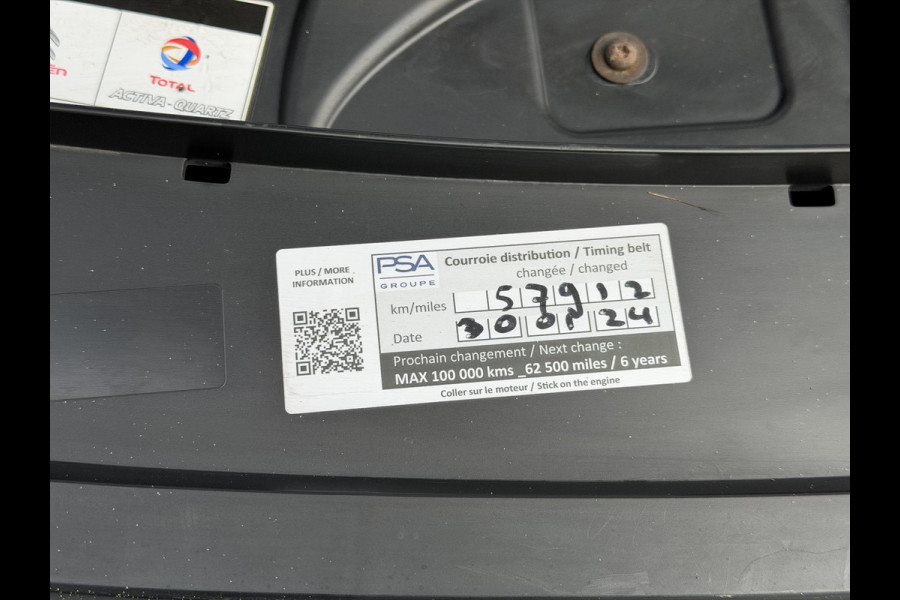 ën
TOTAL
ACTIVA-QUARTZ
PLUS / MORE
INFORMATION
PSA
GROUPE
Courroie distribution / Timing belt
changée / changed
km/miles 57912
Date 30 24
Prochain changement / Next change :
MAX 100 000 kms _62 500 miles / 6 years
Coller sur le moteur / Stick on the engine